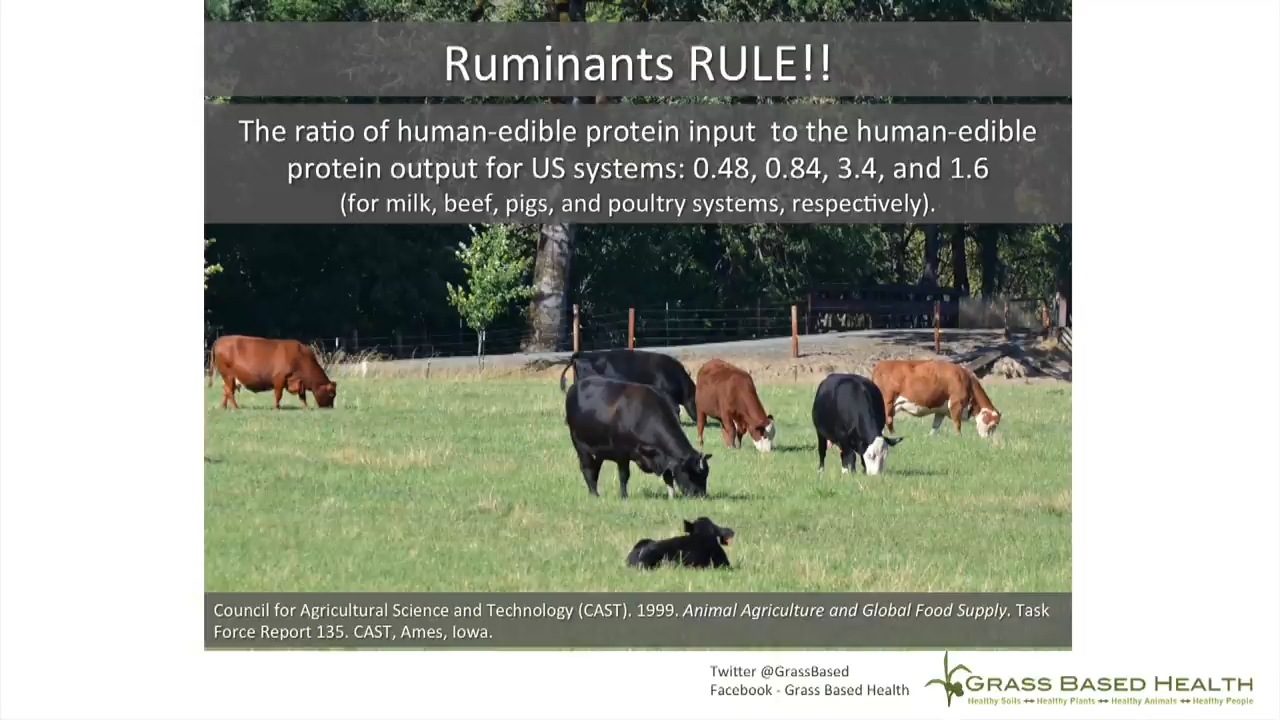 Ruminants RULE!!
The ratio of human-edible protein input to the human-edible
protein output for US systems: 0.48, 0.84, 3.4, and 1.6
(for milk, beef, pigs, and poultry systems, respectively).
Council for Agricultural Science and Technology (CAST). 1999. Animal Agriculture and Global Food Supply. Task
Force Report 135. CAST, Ames, Iowa.
Twitter @GrassBased
Facebook - Grass Based Health
GRASS BASED HEALTH
Healthy Soils ↔ Healthy Plants ↔ Healthy Animals ↔ Healthy People